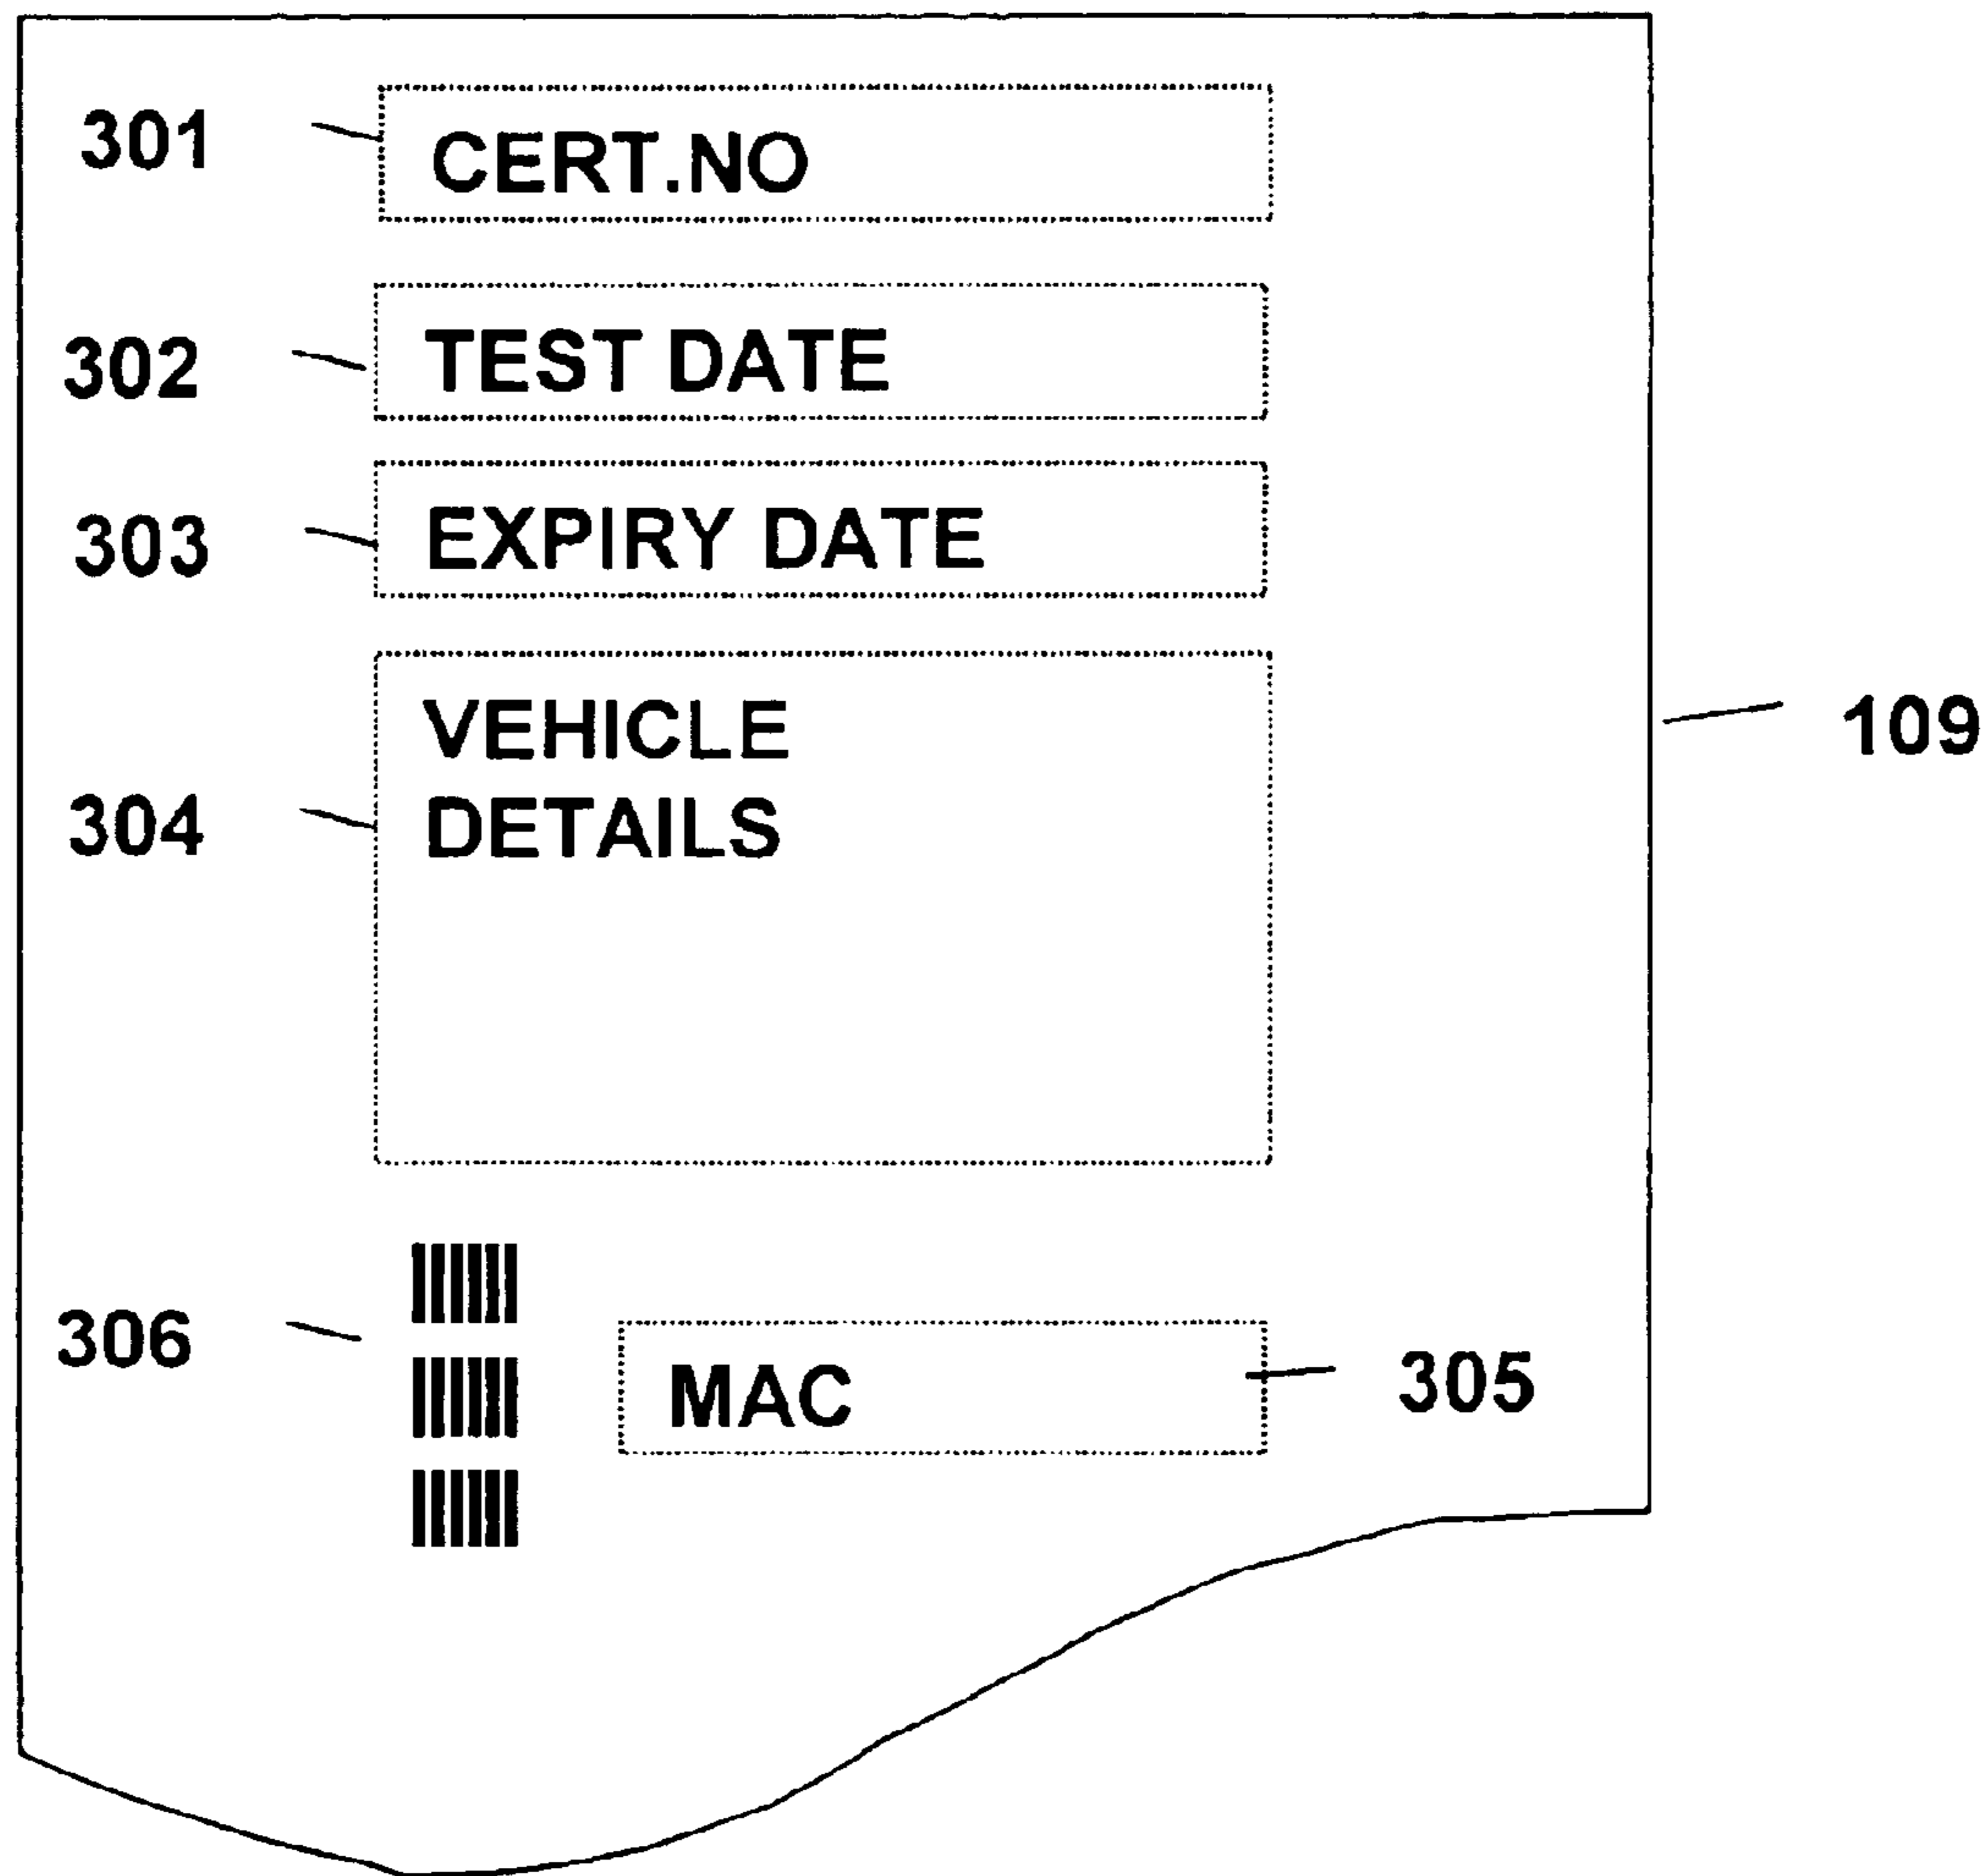 301 CERT.NO
302 TEST DATE
303 EXPIRY DATE
VEHICLE
109
304 DETAILS
306 MAC 305